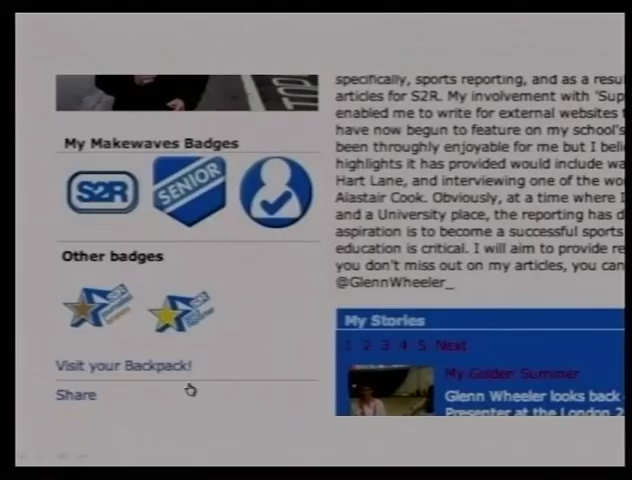 My Makewaves Badges
S2R
SENIOR
Other badges
S2R
S2R
Visit your Backpack!
Share
specifically, sports reporting, and as a resu
articles for S2R. My involvement with 'Sup
enabled me to write for external websites
have now begun to feature on my school's
been throughly enjoyable for me but I beli
highlights it has provided would include wa
Hart Lane, and interviewing one of the wo
Alastair Cook. Obviously, at a time where I
and a University place, the reporting has d
aspiration is to become a successful sports
education is critical. I will aim to provide re
you don't miss out on my articles, you can
@GlennWheeler_
My Stories
1 2 3 4 5 Next
My Golden Summer
Glenn Wheeler looks back
Presenter at the London 2